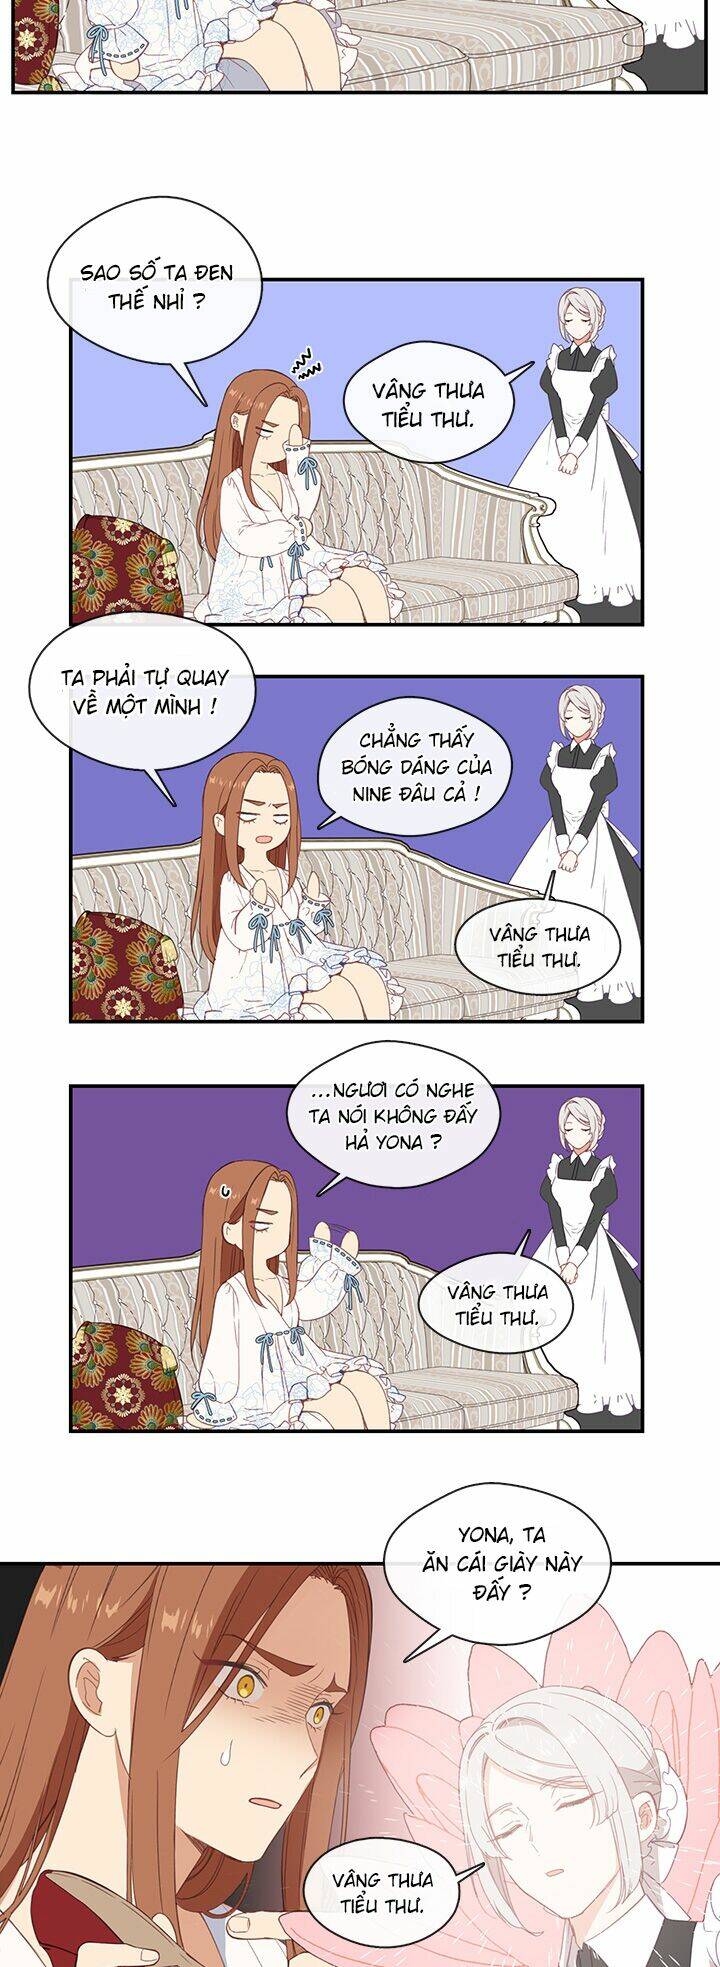 SAO SỐ TA ĐEN
THẾ NHỈ ?
VÂNG THƯA
TIỂU THƯ.
TA PHẢI TỰ QUAY
VỀ MỘT MÌNH !
CHẲNG THẤY
BÓNG DÁNG CỦA
NINE ĐÂU CẢ !
VÂNG THƯA
TIỂU THƯ.
...NGƯƠI CÓ NGHE
TA NÓI KHÔNG ĐẤY
HẢ YONA ?
VÂNG THƯA
TIỂU THƯ.
YONA, TA
ĂN CÁI GIÀY NÀY
ĐẤY ?
VÂNG THƯA
TIỂU THƯ.